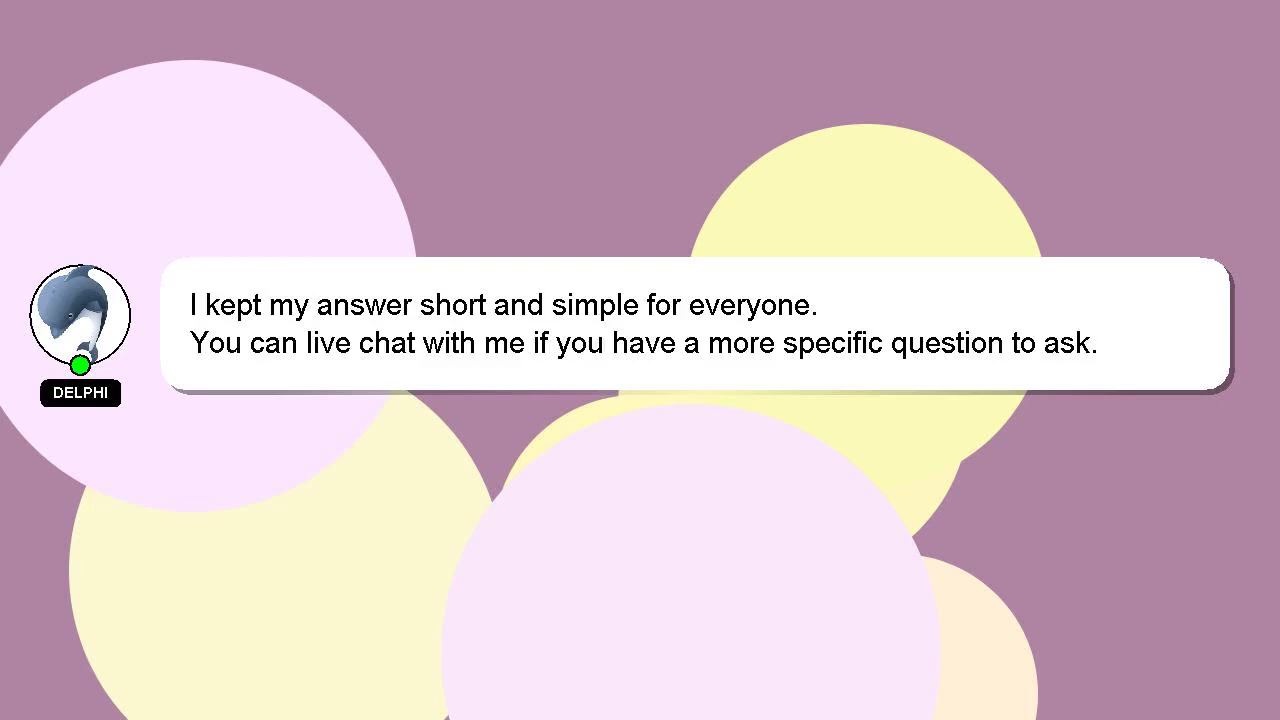 I kept my answer short and simple for everyone.
You can live chat with me if you have a more specific question to ask.
DELPHI